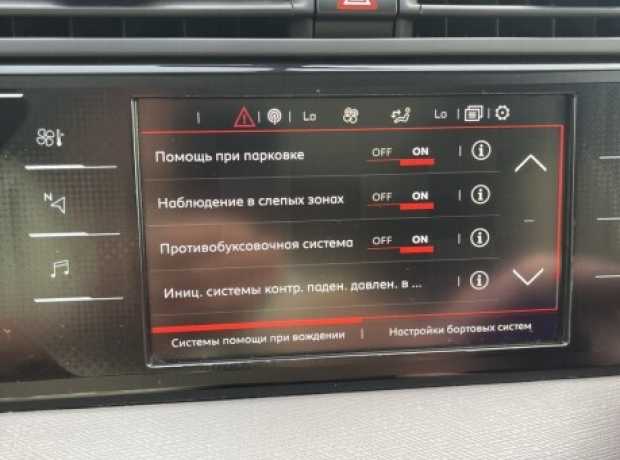 Lo
Lo
Помощь при парковке OFF ON
Наблюдение в слепых зонах OFF ON
Противобуксовочная система OFF ON
Иниц. системы контр. паден. давлен. в ...
Системы помощи при вождении
Настройки бортовых систем
N